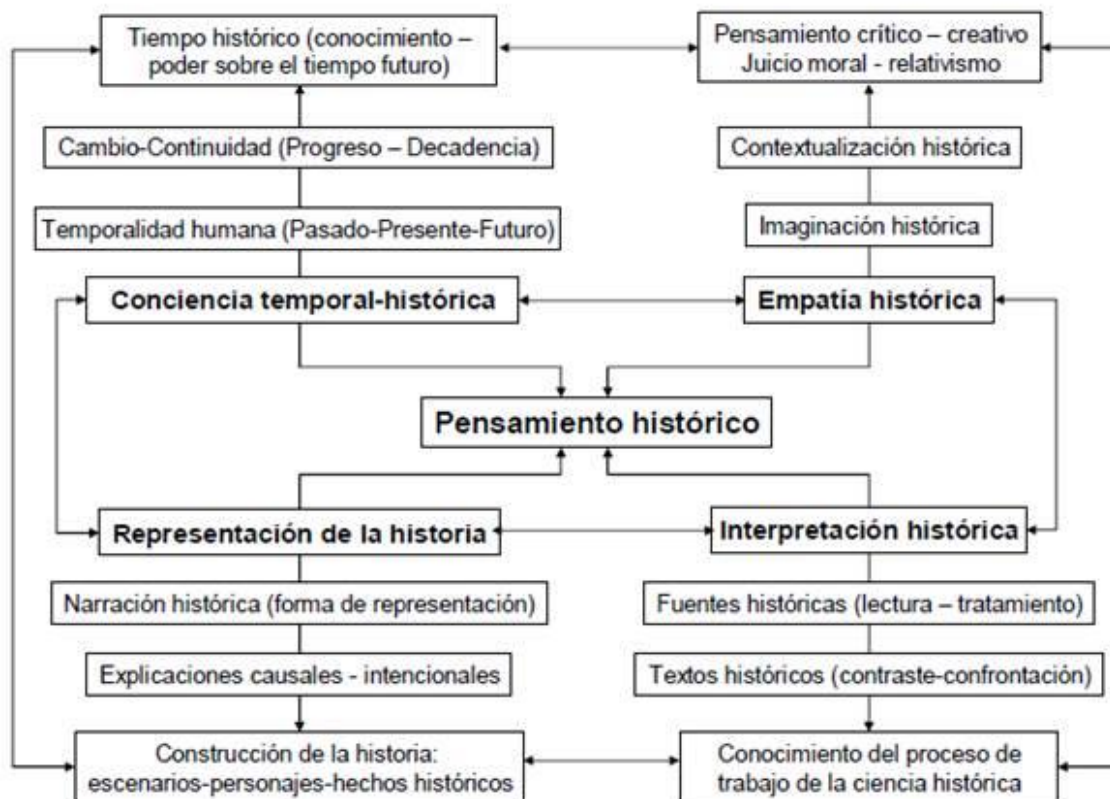 Tiempo histórico (conocimiento –
poder sobre el tiempo futuro)
Pensamiento crítico – creativo
Juicio moral - relativismo
Cambio-Continuidad (Progreso – Decadencia)
Contextualización histórica
Temporalidad humana (Pasado-Presente-Futuro)
Imaginación histórica
Conciencia temporal-histórica
Empatía histórica
Pensamiento histórico
Representación de la historia
Interpretación histórica
Narración histórica (forma de representación)
Fuentes históricas (lectura – tratamiento)
Explicaciones causales - intencionales
Textos históricos (contraste-confrontación)
Construcción de la historia:
escenarios-personajes-hechos históricos
Conocimiento del proceso de
trabajo de la ciencia histórica